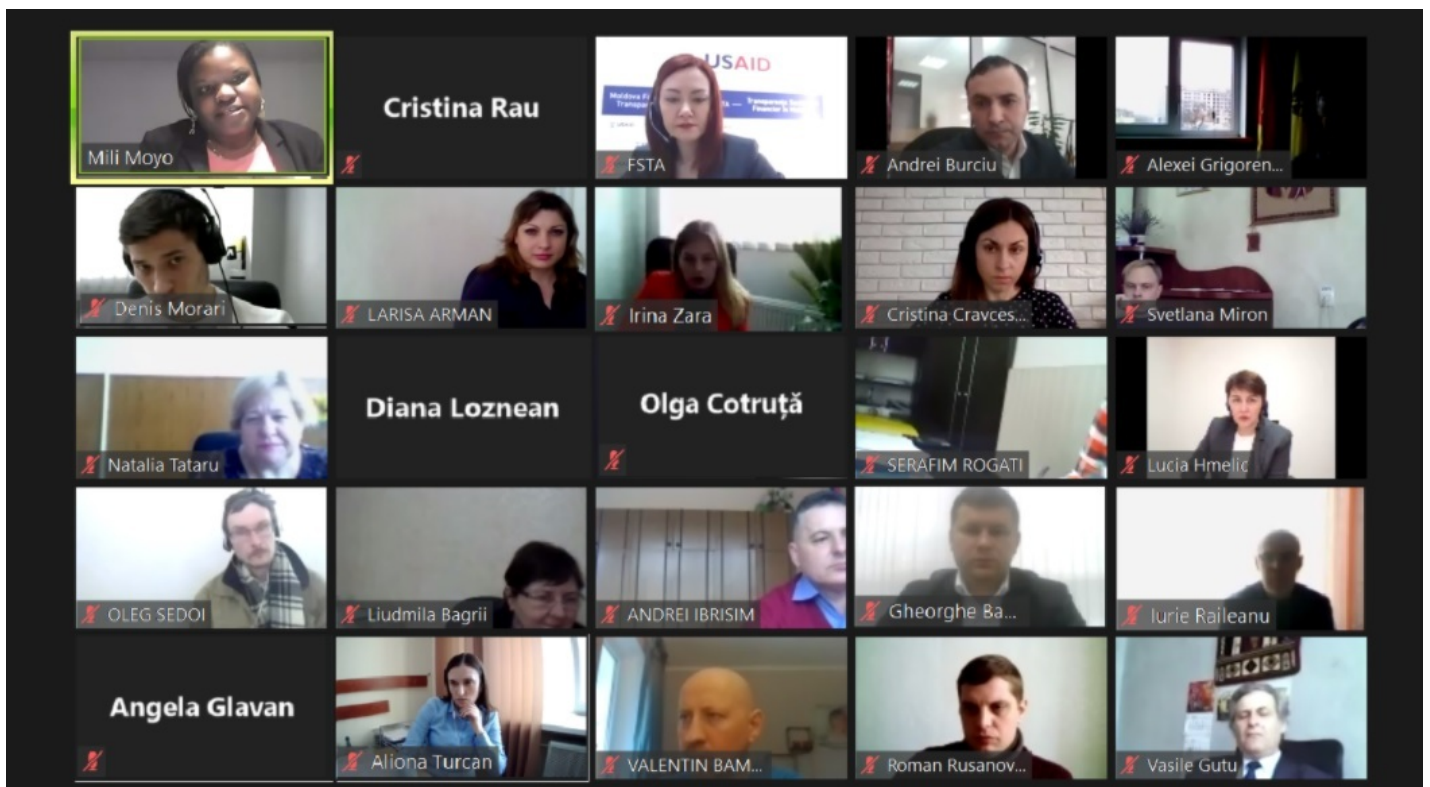 Mili Moyo
Cristina Rau
USAID
FSTA
Andrei Burciu
Alexei Grigoren...
Denis Morari
LARISA ARMAN
Irina Zara
Cristina Cravces...
Svetlana Miron
Natalia Tataru
Diana Loznean
Olga Cotruță
SERAFIM ROGATI
Lucia Hmelic
OLEG SEDOI
Liudmila Bagrii
ANDREI IBRISIM
Gheorghe Ba...
Iurie Raileanu
Angela Glavan
Aliona Turcan
VALENTIN BAM...
Roman Rusanov...
Vasile Gutu